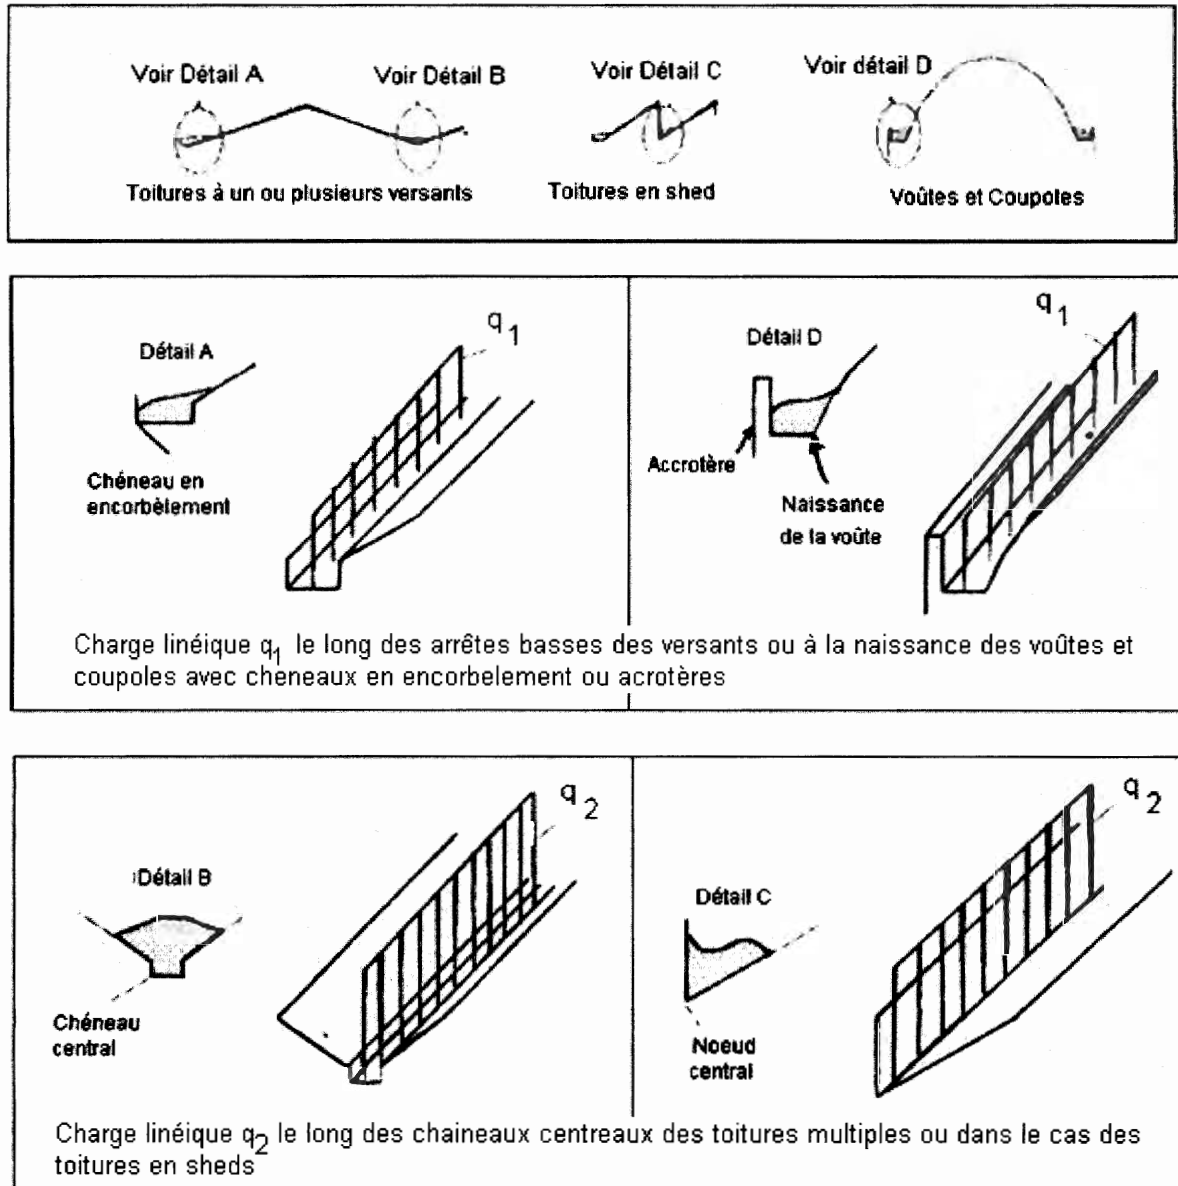 Voir Détail A
Voir Détail B
Voir Détail C
Voir détail D
Toitures à un ou plusieurs versants
Toitures en shed
Voûtes et Coupoles
Détail A
q1
Chéneau en
encorbèlement
Détail D
q1
Accrotère
Naissance
de la voûte
Charge linéique q1 le long des arrêtes basses des versants ou à la naissance des voûtes et
coupoles avec cheneaux en encorbelement ou acrotères
Détail B
q2
Chéneau
central
Détail C
q2
Noeud
central
Charge linéique q2 le long des chaineaux centreaux des toitures multiples ou dans le cas des
toitures en sheds